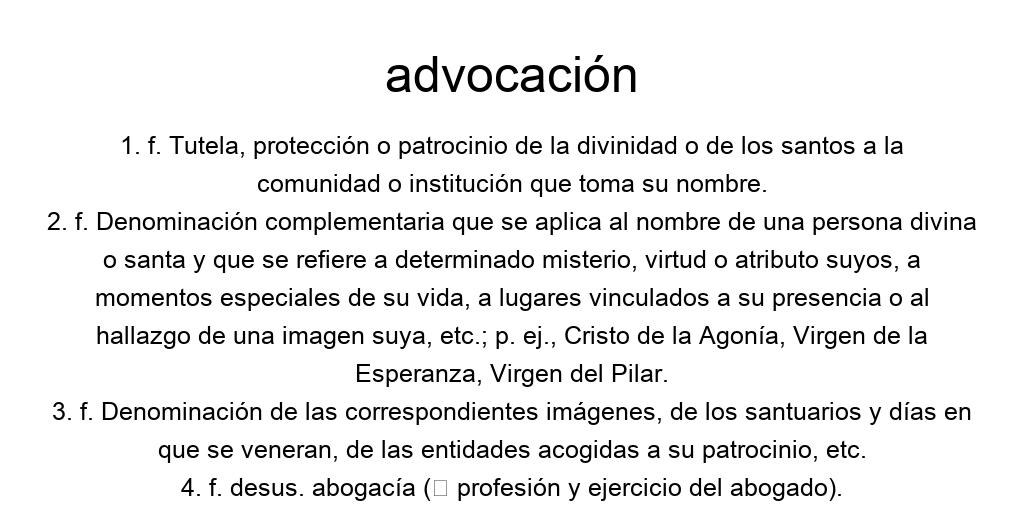 advocación
1. f. Tutela, protección o patrocinio de la divinidad o de los santos a la
comunidad o institución que toma su nombre.
2. f. Denominación complementaria que se aplica al nombre de una persona divina
o santa y que se refiere a determinado misterio, virtud o atributo suyos, a
momentos especiales de su vida, a lugares vinculados a su presencia o al
hallazgo de una imagen suya, etc.; p. ej., Cristo de la Agonía, Virgen de la
Esperanza, Virgen del Pilar.
3. f. Denominación de las correspondientes imágenes, de los santuarios y días en
que se veneran, de las entidades acogidas a su patrocinio, etc.
4. f. desus. abogacía (▯ profesión y ejercicio del abogado).